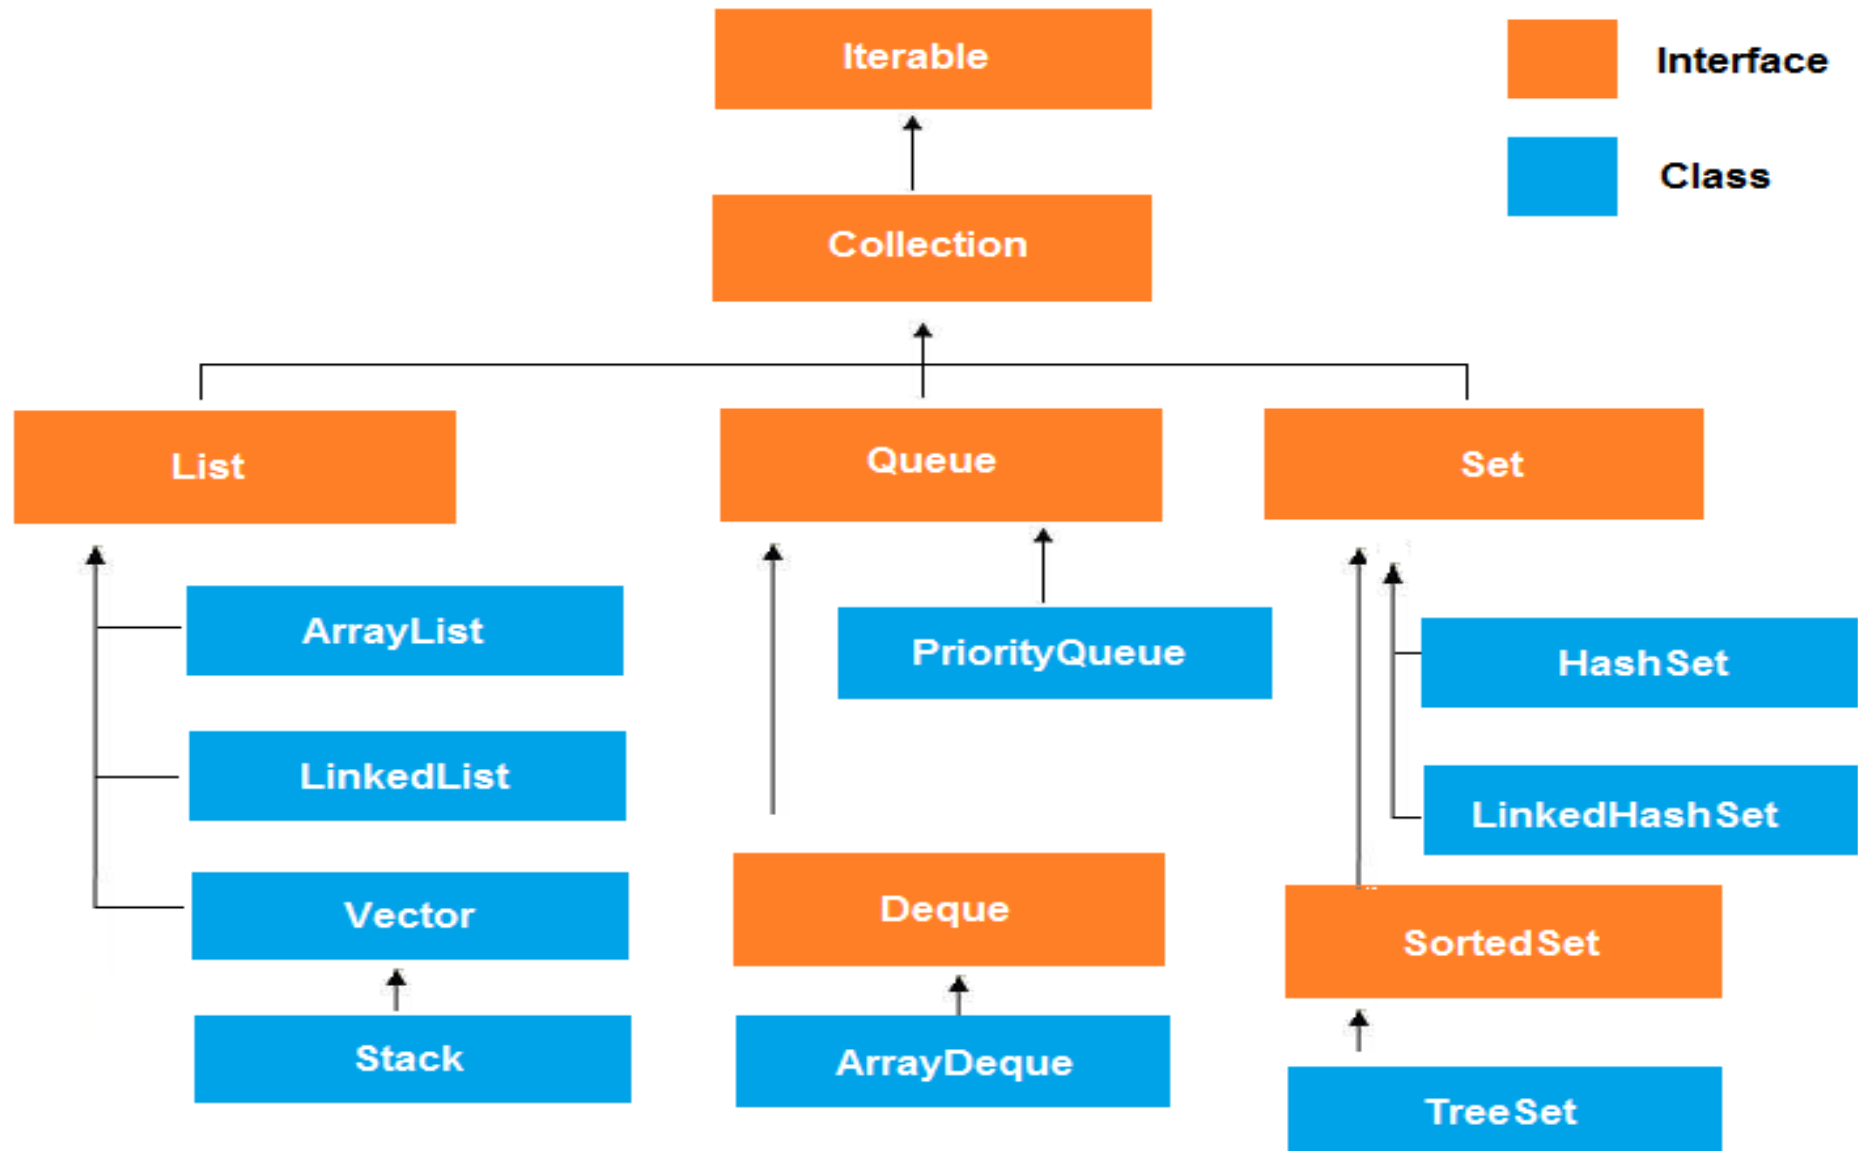 Iterable
Interface
Class
Collection
List
Queue
Set
ArrayList
PriorityQueue
HashSet
LinkedList
LinkedHashSet
Vector
Deque
SortedSet
Stack
ArrayDeque
TreeSet